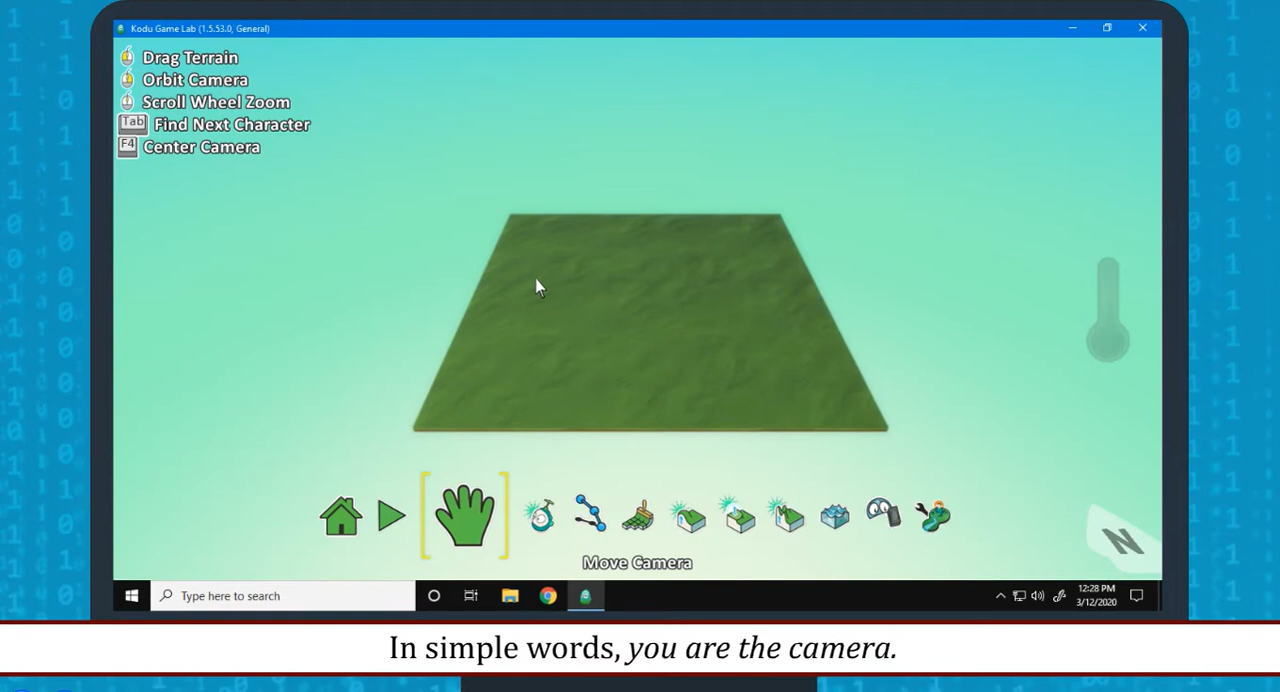 Kodu Game Lab (1.5.53.0, General)
Drag Terrain
Orbit Camera
Scroll Wheel Zoom
Tab Find Next Character
F4 Center Camera
N
Move Camera
Type here to search
12:28 PM
3/12/2020
In simple words, you are the camera.